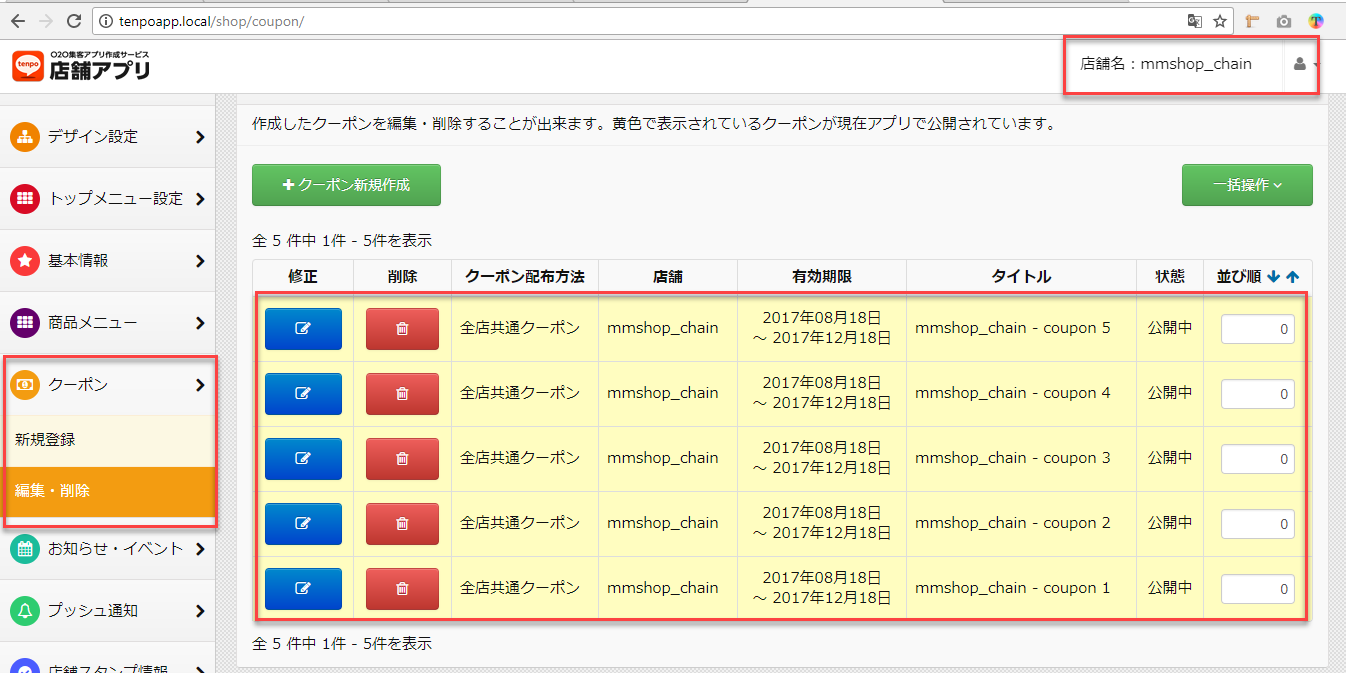 tenpoapp.local/shop/coupon/
tenpo
O2O集客アプリ作成サービス
店舗アプリ
店舗名：mmshop_chain
デザイン設定
トップメニュー設定
基本情報
商品メニュー
クーポン
新規登録
編集・削除
お知らせ・イベント
プッシュ通知
店舗スタンプ情報
作成したクーポンを編集・削除することが出来ます。黄色で表示されているクーポンが現在アプリで公開されています。
クーポン新規作成
一括操作
全 5 件中 1件 - 5件を表示
修正 削除 クーポン配布方法 店舗 有効期限 タイトル 状態 並び順
全店共通クーポン mmshop_chain 2017年08月18日 ～ 2017年12月18日 mmshop_chain - coupon 5 公開中 0
全店共通クーポン mmshop_chain 2017年08月18日 ～ 2017年12月18日 mmshop_chain - coupon 4 公開中 0
全店共通クーポン mmshop_chain 2017年08月18日 ～ 2017年12月18日 mmshop_chain - coupon 3 公開中 0
全店共通クーポン mmshop_chain 2017年08月18日 ～ 2017年12月18日 mmshop_chain - coupon 2 公開中 0
全店共通クーポン mmshop_chain 2017年08月18日 ～ 2017年12月18日 mmshop_chain - coupon 1 公開中 0
全 5 件中 1件 - 5件を表示